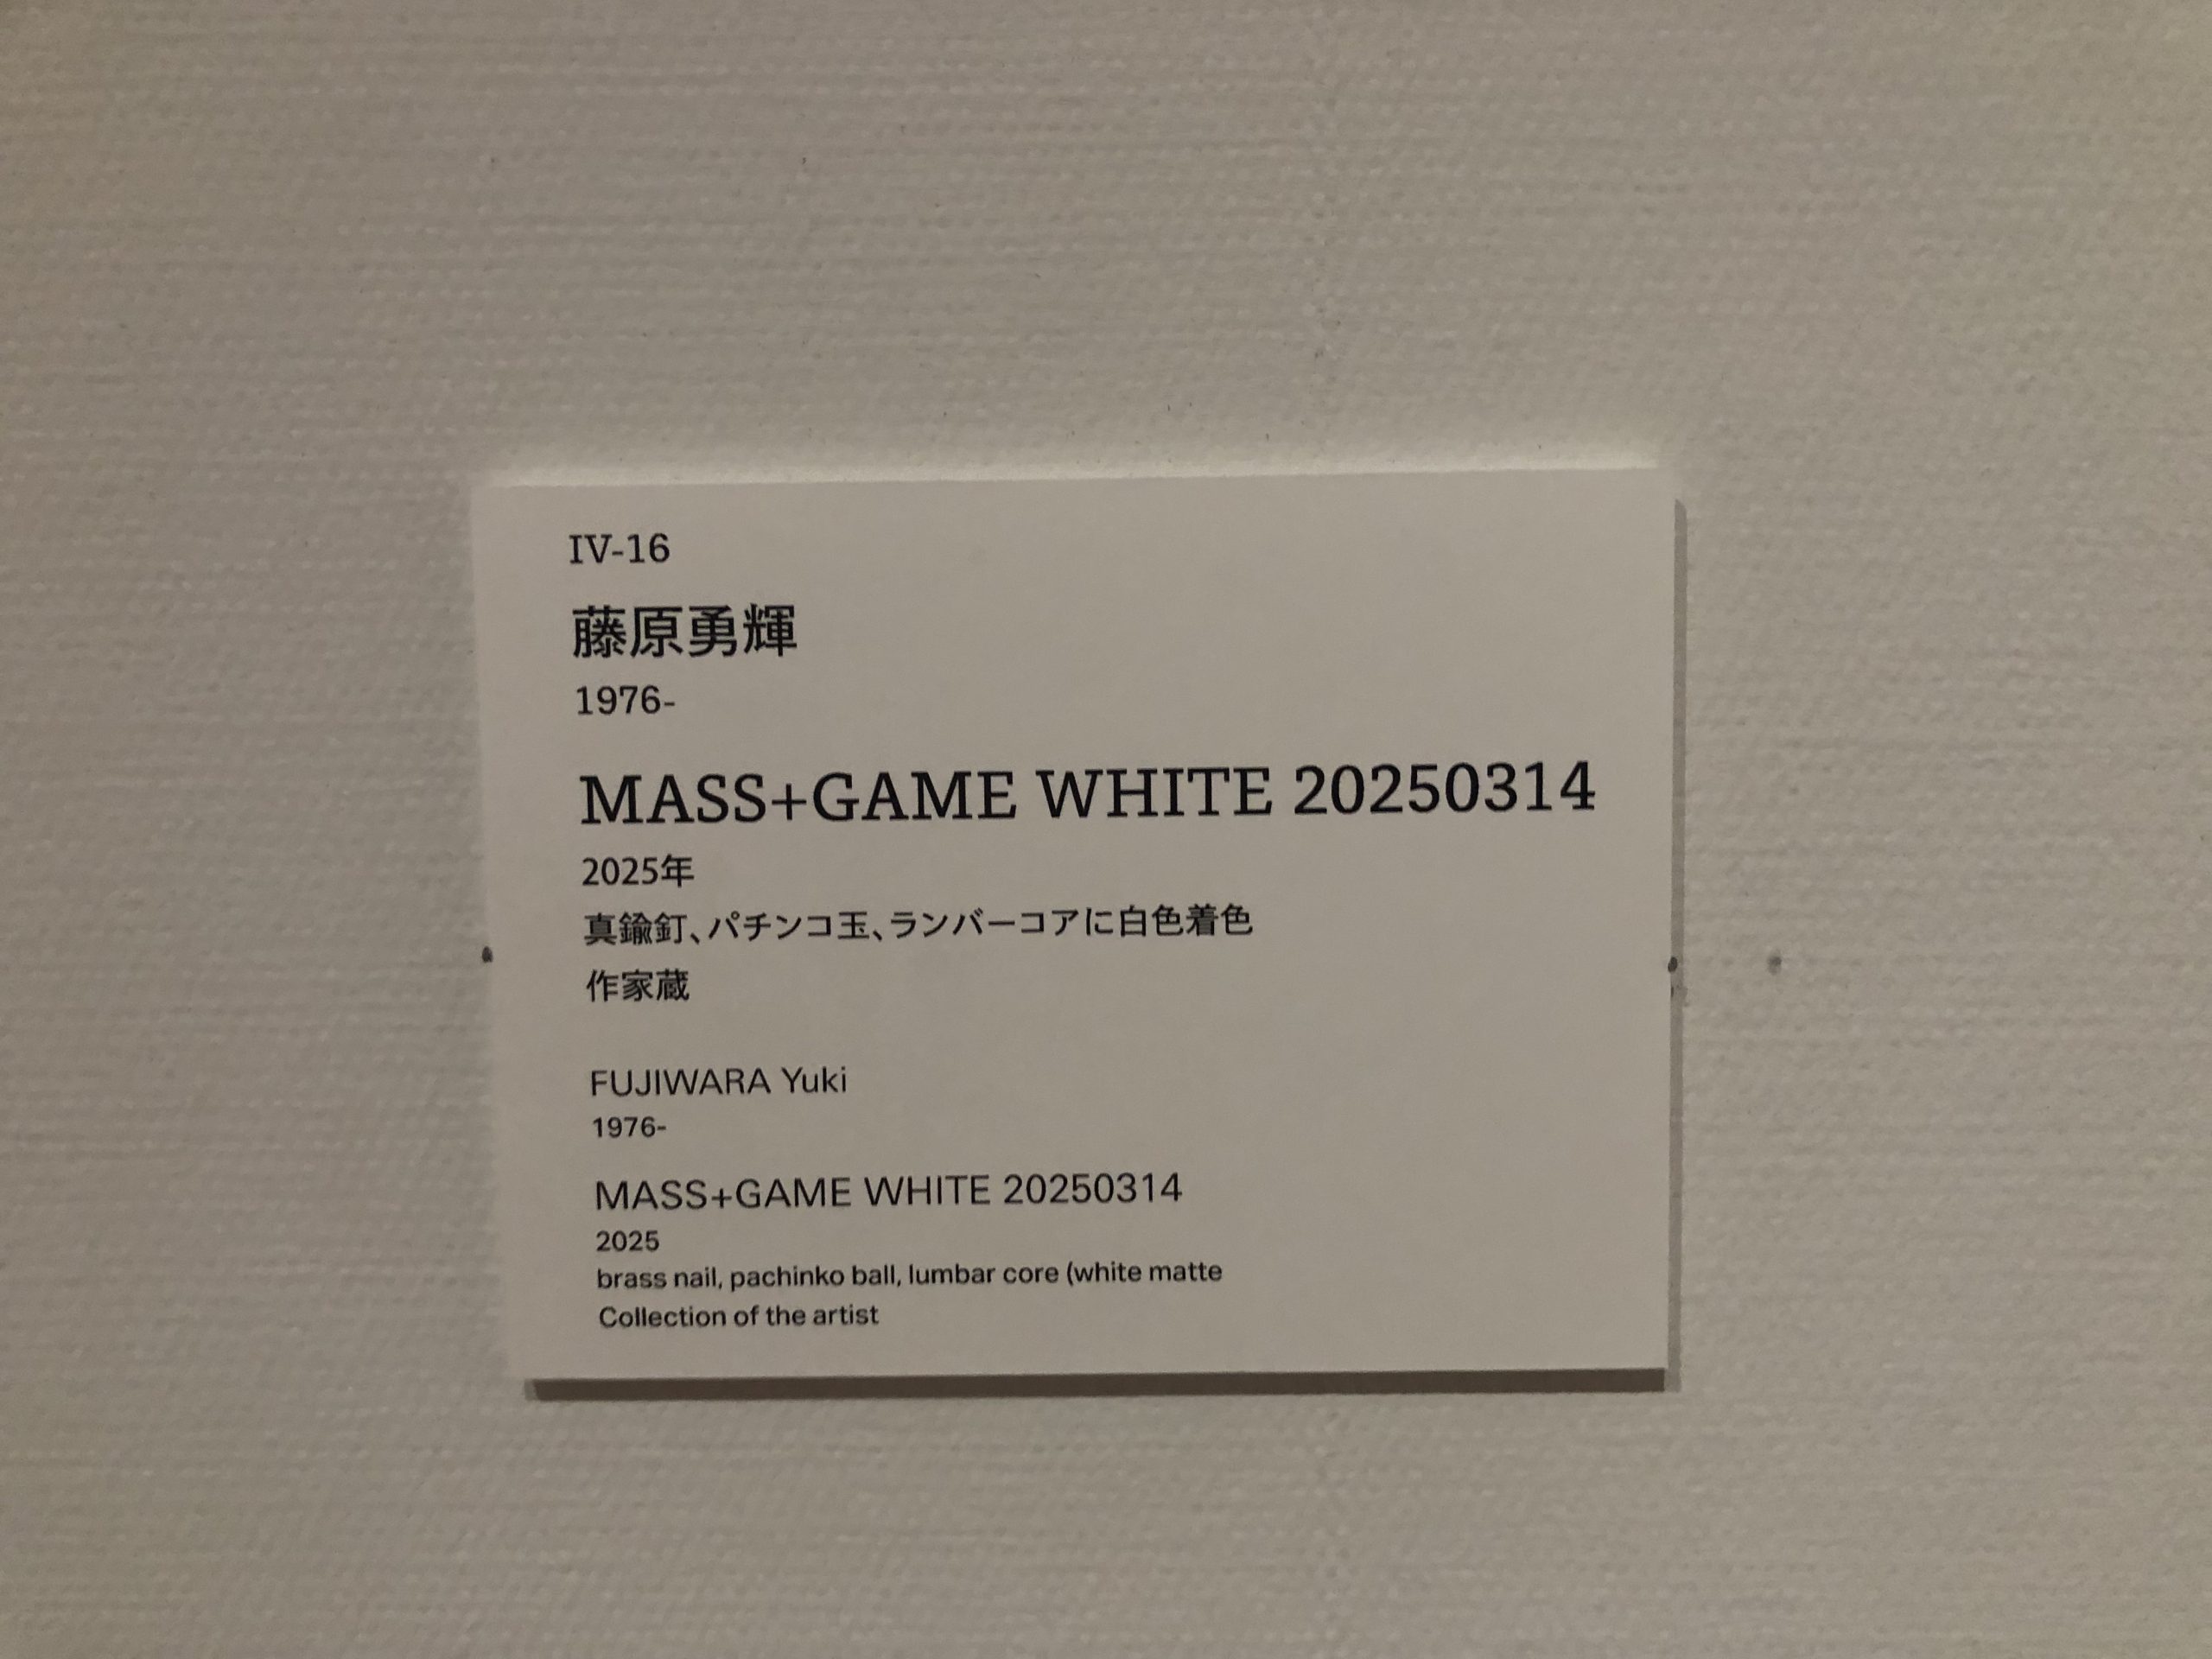 IV-16
藤原勇輝
1976-
MASS+GAME WHITE 20250314
2025年
真鍮釘、パチンコ玉、ランバーコアに白色着色
作家蔵
FUJIWARA Yuki
1976-
MASS+GAME WHITE 20250314
2025
brass nail, pachinko ball, lumbar core (white matte
Collection of the artist